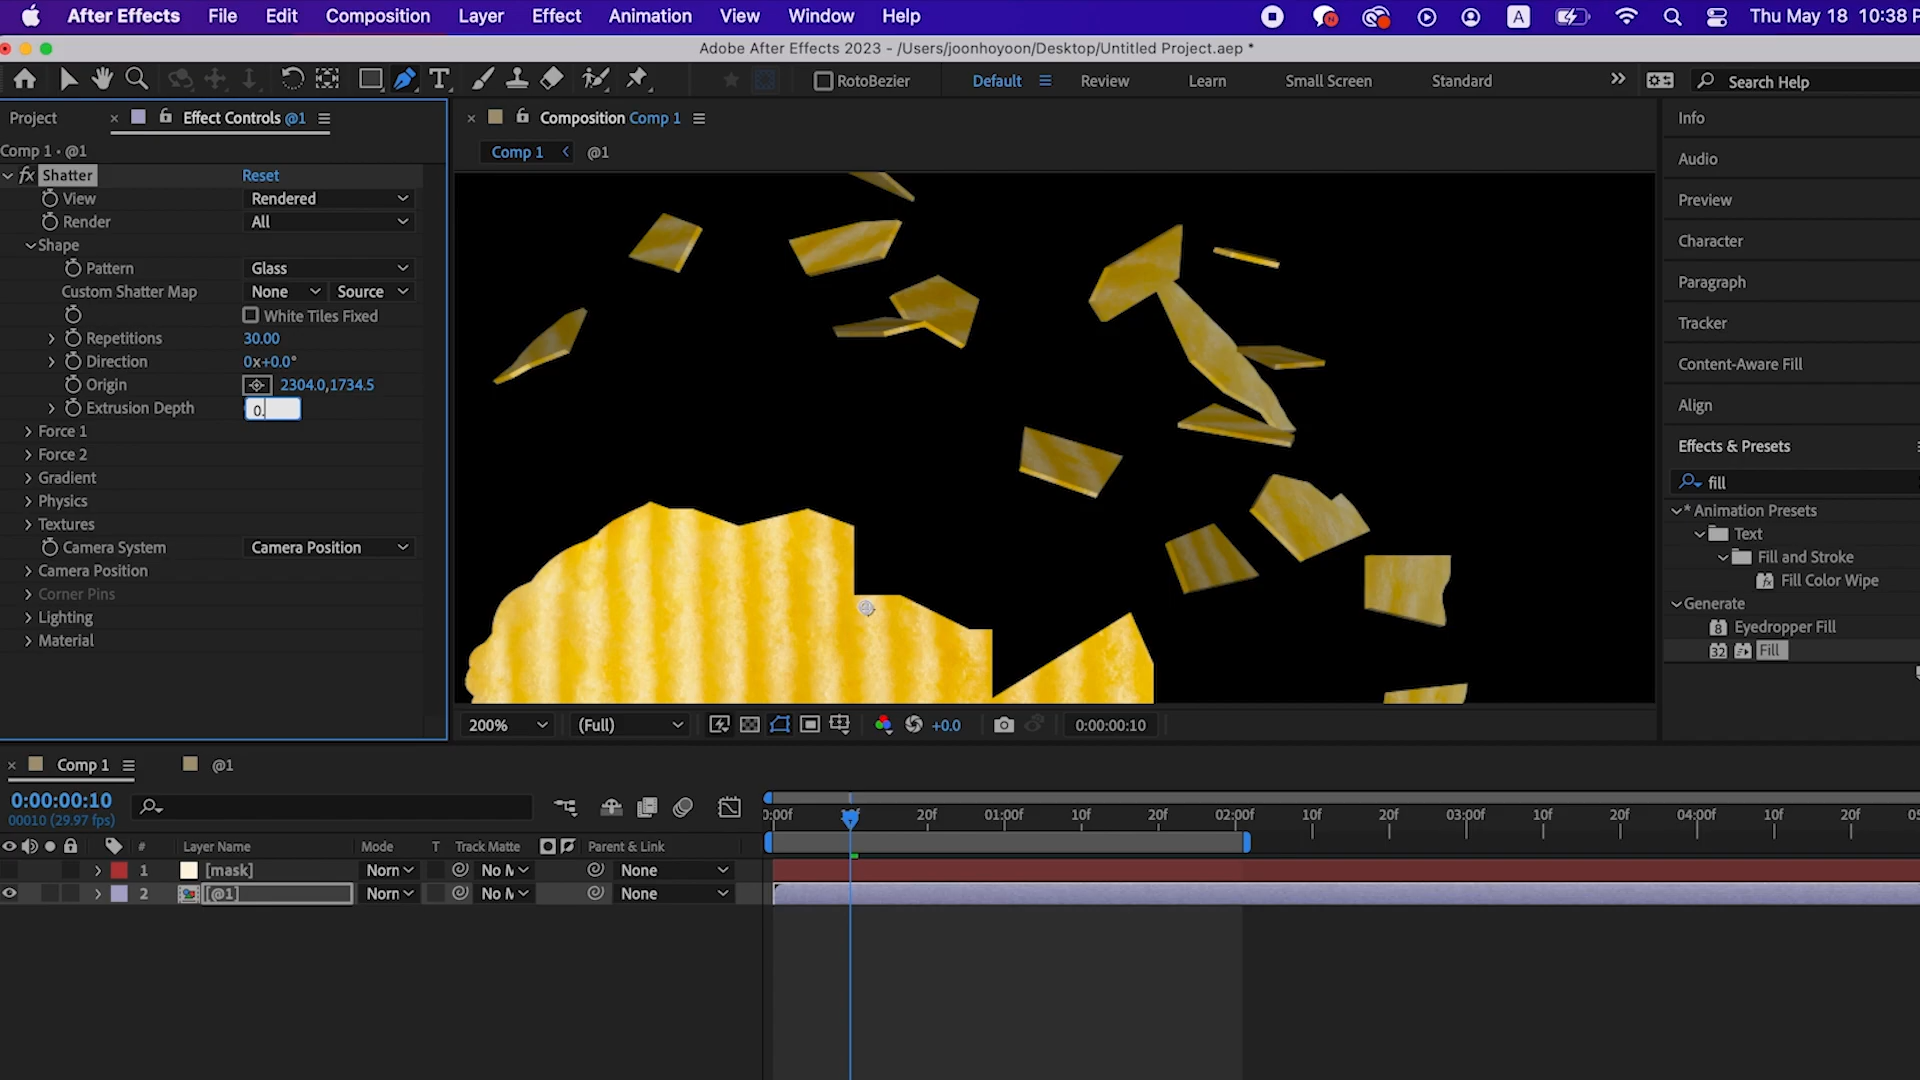 After Effects File Edit Composition Layer Effect Animation View Window Help A Thu May 18 10:38 P
Adobe After Effects 2023 - /Users/joonhoyoon/Desktop/Untitled Project.aep *
RotoBezier Default Review Learn Small Screen Standard Search Help
Project Effect Controls @1
Comp 1 • @1
fx Shatter Reset
View Rendered
Render All
Shape
Pattern Glass
Custom Shatter Map None Source
White Tiles Fixed
Repetitions 30.00
Direction 0x+0.0°
Origin 2304.0,1734.5
Extrusion Depth 0.
Force 1
Force 2
Gradient
Physics
Textures
Camera System Camera Position
Camera Position
Corner Pins
Lighting
Material
Composition Comp 1
Comp 1 @1
200% (Full) +0.0 0:00:00:10
Info
Audio
Preview
Character
Paragraph
Tracker
Content-Aware Fill
Align
Effects & Presets
fill
* Animation Presets
Text
Fill and Stroke
Fill Color Wipe
Generate
8 Eyedropper Fill
32 Fill
Comp 1 @1
0:00:00:10
00010 (29.97 fps)
# Layer Name Mode T Track Matte Parent & Link
1 [mask] Norm No M None
2 [@1] Norm No M None
0:00f 20f 01:00f 10f 20f 02:00f 10f 20f 03:00f 10f 20f 04:00f 10f 20f 05